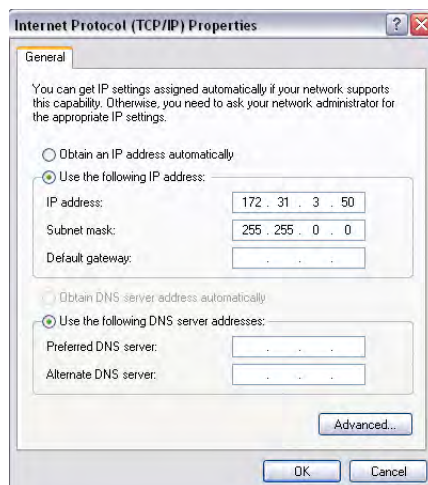 Internet Protocol (TCP/IP) Properties
General
You can get IP settings assigned automatically if your network supports
this capability. Otherwise, you need to ask your network administrator for
the appropriate IP settings.
Obtain an IP address automatically
Use the following IP address:
IP address: 172 . 31 . 3 . 50
Subnet mask: 255 . 255 . 0 . 0
Default gateway: . . .
Obtain DNS server address automatically
Use the following DNS server addresses:
Preferred DNS server: . . .
Alternate DNS server: . . .
Advanced...
OK Cancel